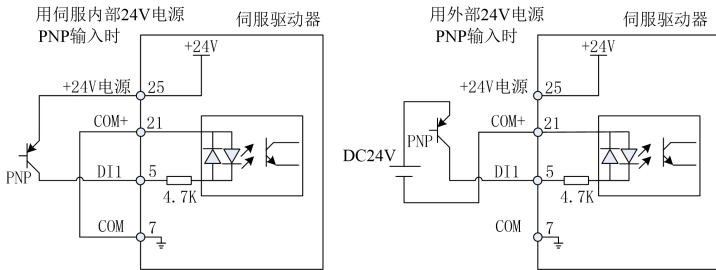 用伺服内部24V电源
PNP输入时
伺服驱动器
+24V
+24V电源
25
COM+
21
PNP
DI1
5
4.7K
COM
7
用外部24V电源
PNP输入时
伺服驱动器
+24V
+24V电源
25
COM+
21
PNP
DC24V
DI1
5
4.7K
COM
7